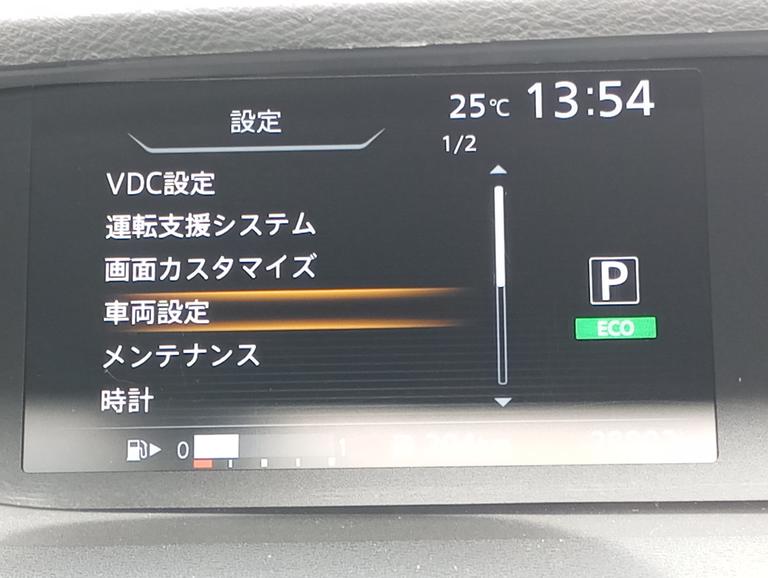 設定
25℃ 13:54
1/2
VDC設定
運転支援システム
画面カスタマイズ
車両設定
P
ECO
メンテナンス
時計
0 1